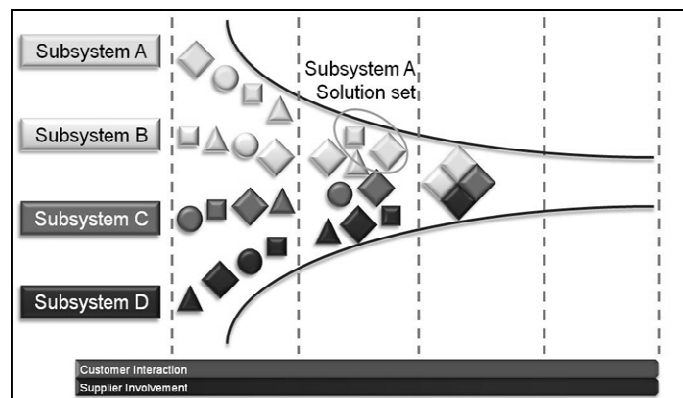 Subsystem A
Subsystem A
Solution set
Subsystem B
Subsystem C
Subsystem D
Customer Interaction
Supplier Involvement